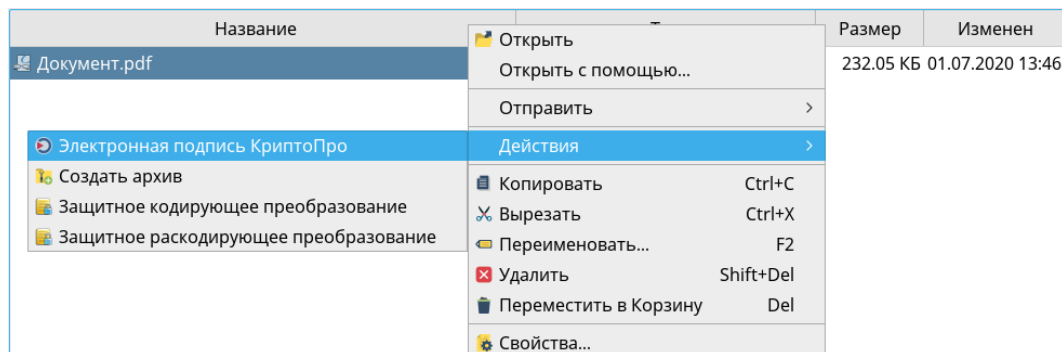 Название Размер Изменен
Документ.pdf 232.05 КБ 01.07.2020 13:46
Открыть
Открыть с помощью...
Отправить
Действия
Электронная подпись КриптоПро
Создать архив
Защитное кодирующее преобразование
Защитное раскодирующее преобразование
Копировать Ctrl+C
Вырезать Ctrl+X
Переименовать... F2
Удалить Shift+Del
Переместить в Корзину Del
Свойства...